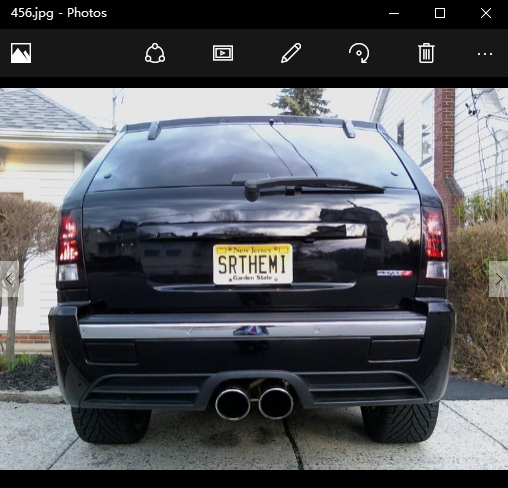 456.jpg - Photos
New Jersey
SRTHEMI
Garden State